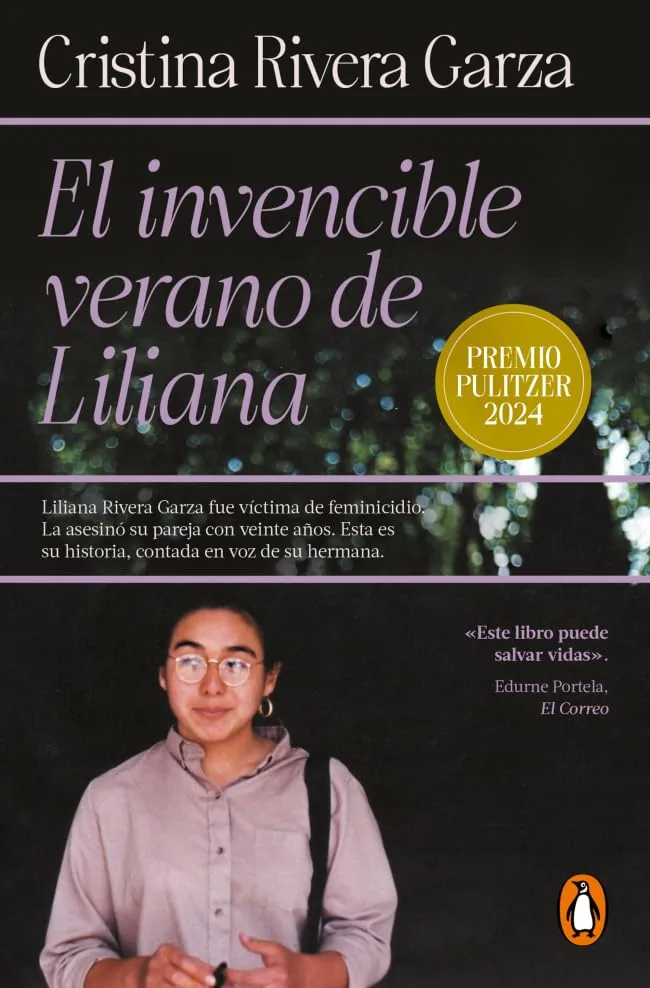 Cristina Rivera Garza
El invencible
verano de
Liliana
PREMIO
PULITZER
2024
Liliana Rivera Garza fue víctima de feminicidio.
La asesinó su pareja con veinte años. Esta es
su historia, contada en voz de su hermana.
«Este libro puede
salvar vidas».
Edurne Portela,
El Correo